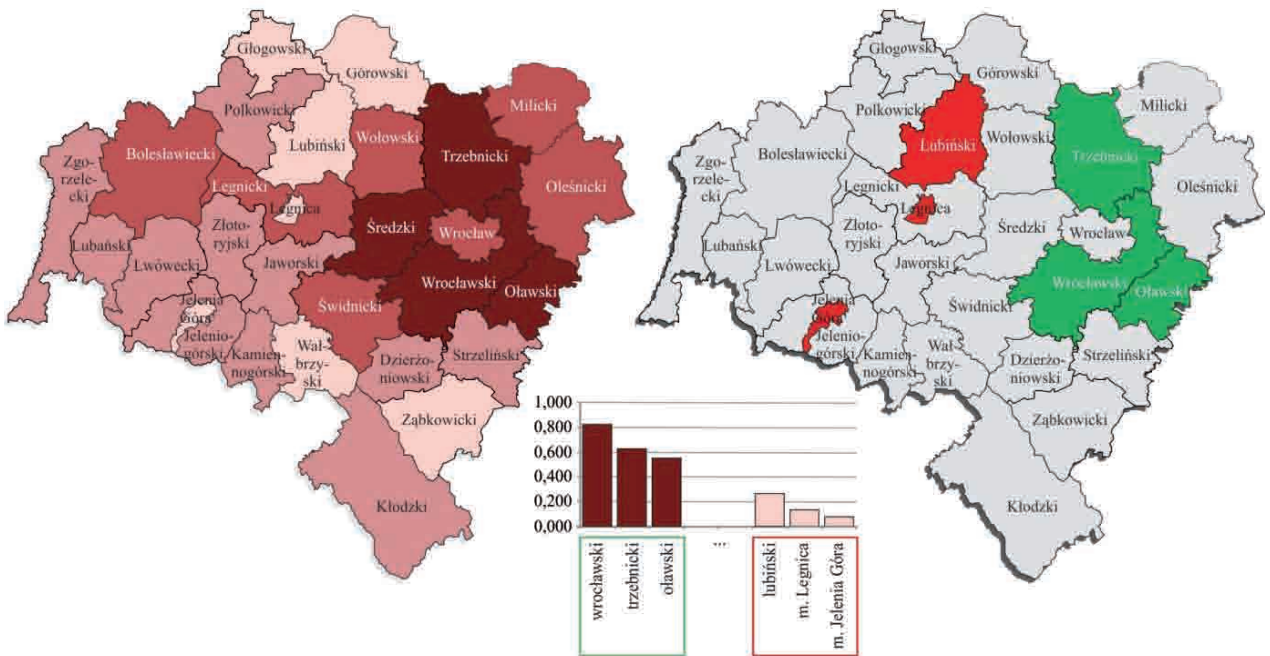 Głogowski
Górowski
Polkowicki
Milicki
Lubiński
Wołowski
Trzebnicki
Bolesławiecki
Zgo-
rzelec-
ki
Oleśnicki
Legnicki
Legnica
Średzki
Wrocław
Złoto-
ryjski
Lubański
Lwówecki
Jaworski
Wrocławski
Oławski
Świdnicki
Jelenia
Góra
Jelenio-
górski
Kamien-
nogórski
Wał-
brzy-
ski
Dzierżo-
niowski
Strzeliński
Ząbkowicki
Kłodzki
Głogowski
Górowski
Polkowicki
Milicki
Lubiński
Wołowski
Trzebnicki
Bolesławiecki
Zgo-
rzelec-
ki
Oleśnicki
Legnicki
Legnica
Średzki
Wrocław
Złoto-
ryjski
Lubański
Lwówecki
Jaworski
Wrocławski
Oławski
Świdnicki
Jelenia
Góra
Jelenio-
górski
Kamien-
nogórski
Wał-
brzy-
ski
Dzierżo-
niowski
Strzeliński
Ząbkowicki
Kłodzki
1,000
0,800
0,600
0,400
0,200
0,000
wrocławski
trzebnicki
oławski
...
lubiński
m. Legnica
m. Jelenia Góra